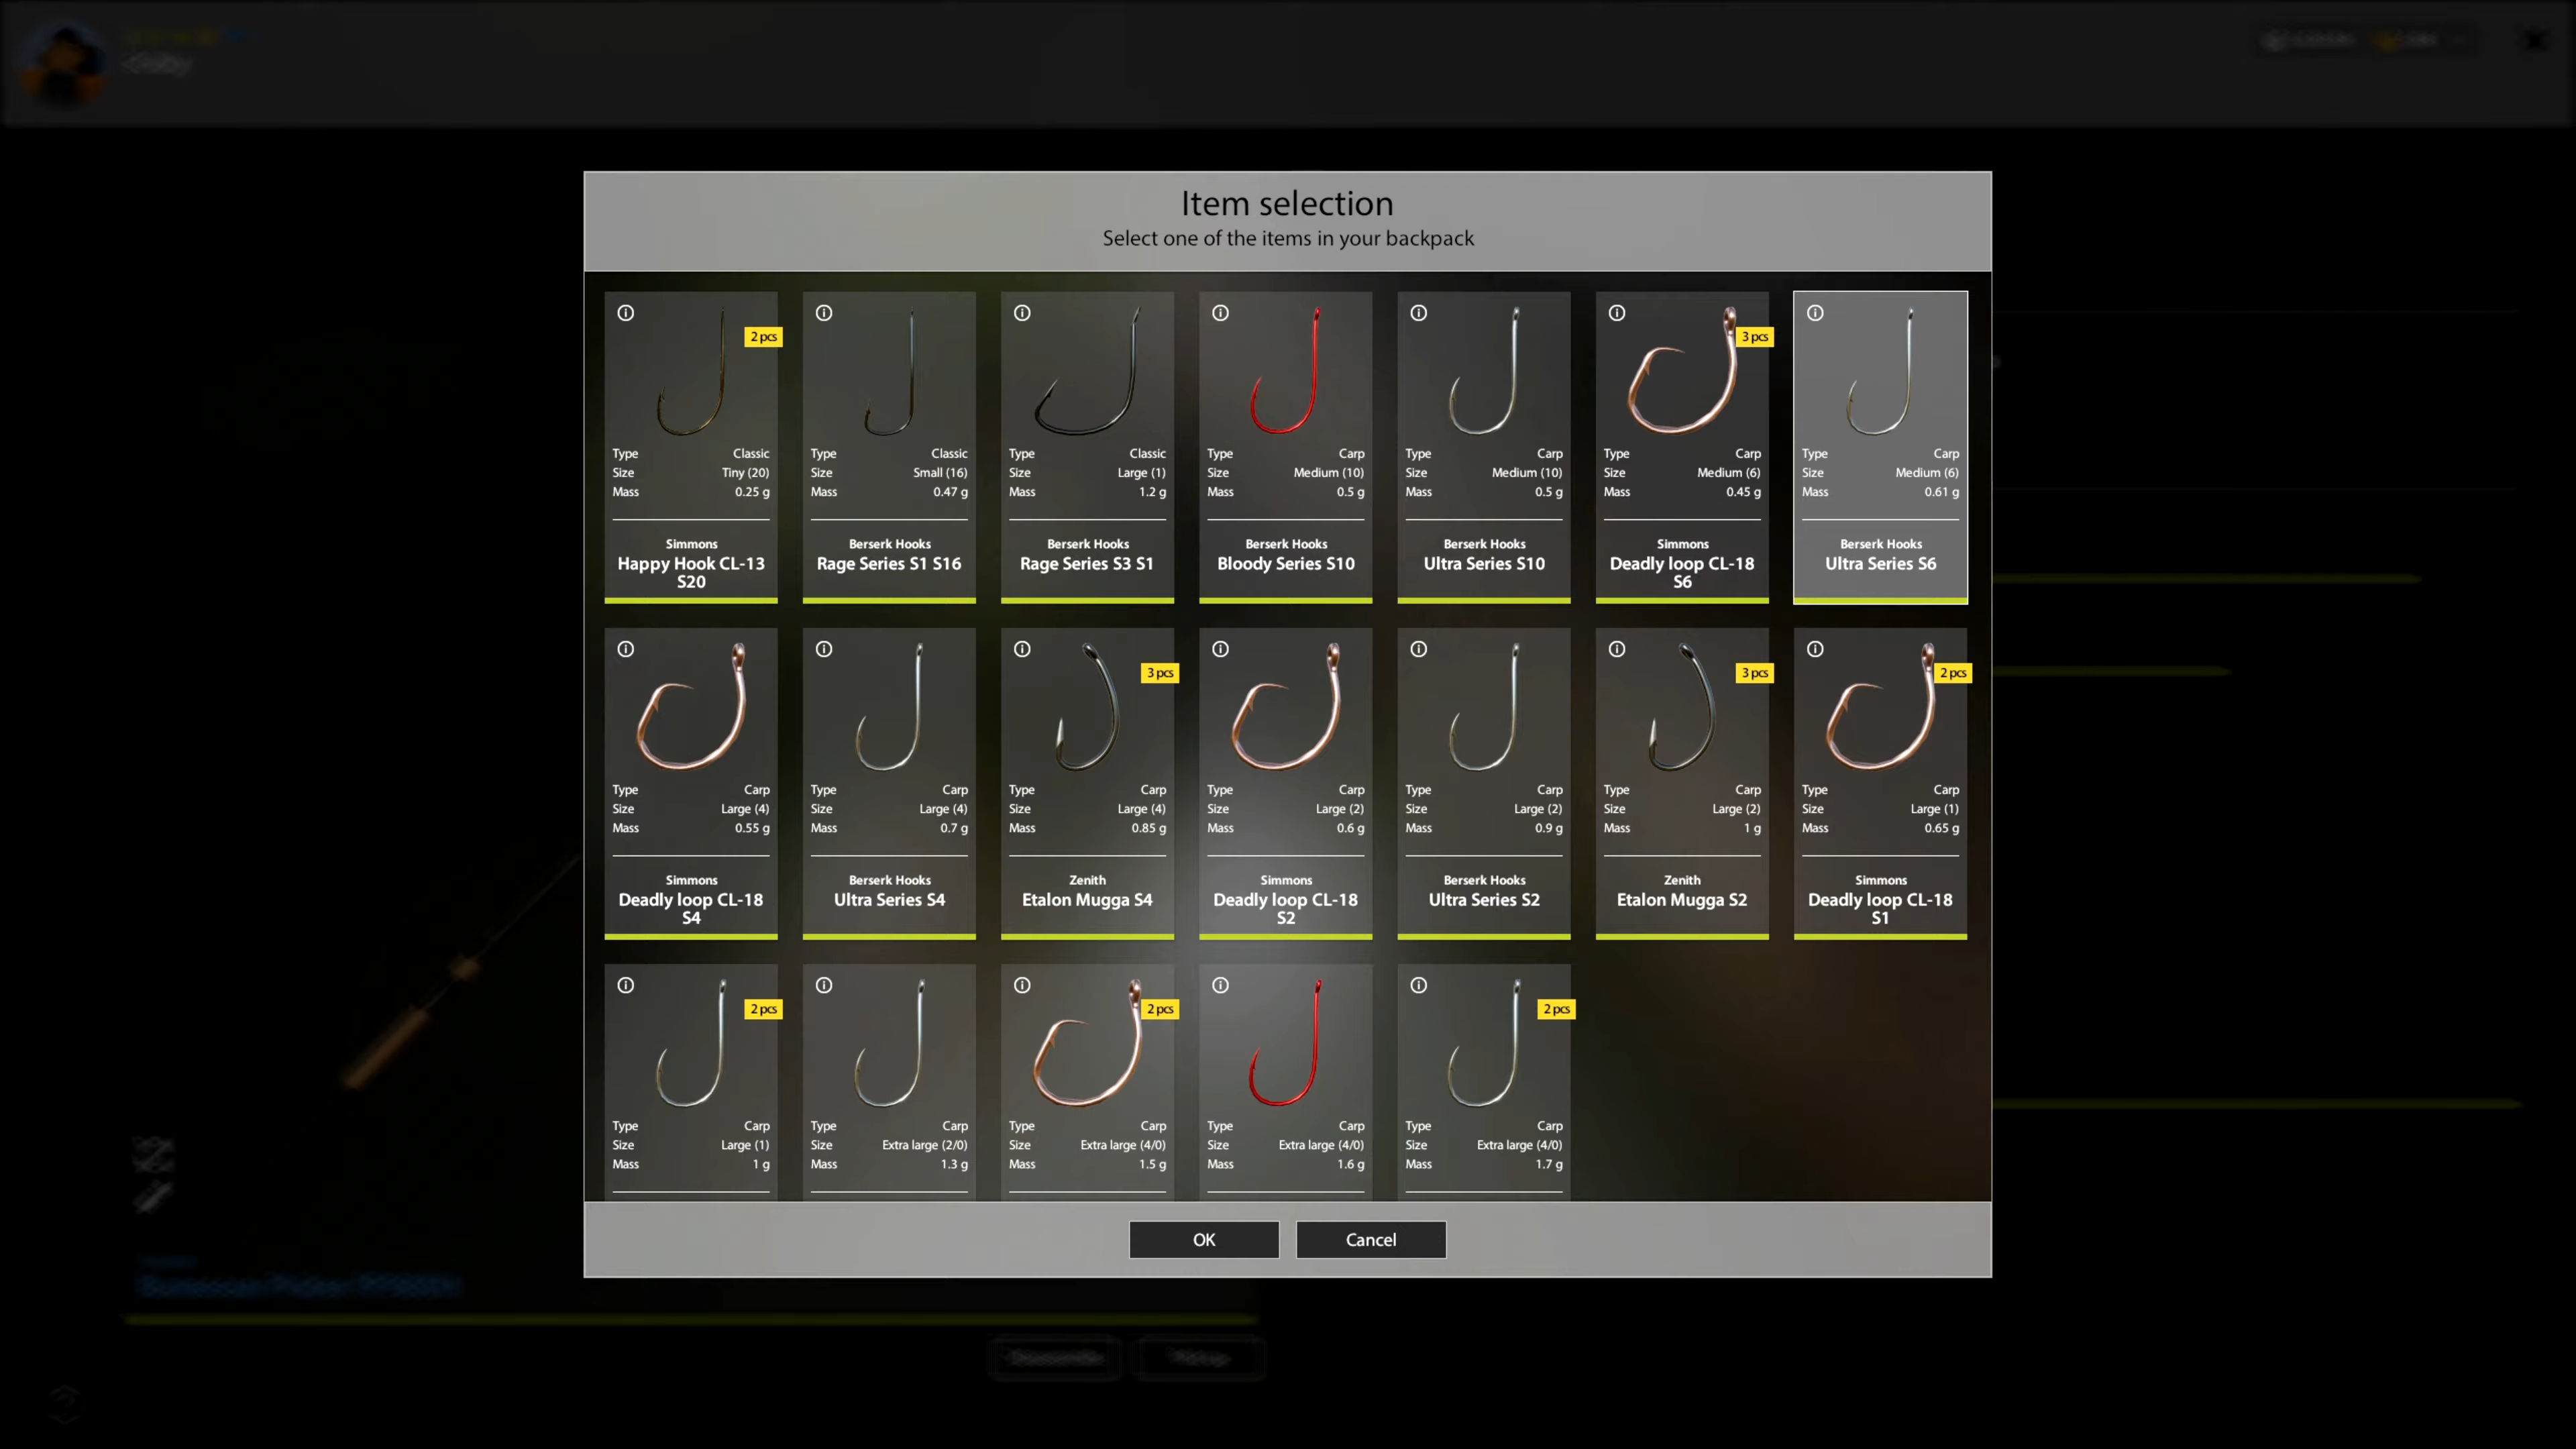 Item selection
Select one of the items in your backpack
2 pcs
3 pcs
Type Classic
Size Tiny (20)
Mass 0.25 g
Simmons
Happy Hook CL-13
S20
Type Classic
Size Small (16)
Mass 0.47 g
Berserk Hooks
Rage Series S1 S16
Type Classic
Size Large (1)
Mass 1.2 g
Berserk Hooks
Rage Series S3 S1
Type Carp
Size Medium (10)
Mass 0.5 g
Berserk Hooks
Bloody Series S10
Type Carp
Size Medium (10)
Mass 0.5 g
Berserk Hooks
Ultra Series S10
Type Carp
Size Medium (6)
Mass 0.45 g
Simmons
Deadly loop CL-18
S6
Type Carp
Size Medium (6)
Mass 0.61 g
Berserk Hooks
Ultra Series S6
Type Carp
Size Large (4)
Mass 0.55 g
Simmons
Deadly loop CL-18
S4
Type Carp
Size Large (4)
Mass 0.7 g
Berserk Hooks
Ultra Series S4
3 pcs
Type Carp
Size Large (4)
Mass 0.85 g
Zenith
Etalon Mugga S4
Type Carp
Size Large (2)
Mass 0.6 g
Simmons
Deadly loop CL-18
S2
Type Carp
Size Large (2)
Mass 0.9 g
Berserk Hooks
Ultra Series S2
3 pcs
Type Carp
Size Large (2)
Mass 1 g
Zenith
Etalon Mugga S2
2 pcs
Type Carp
Size Large (1)
Mass 0.65 g
Simmons
Deadly loop CL-18
S1
2 pcs
Type Carp
Size Large (1)
Mass 1 g
Type Carp
Size Extra large (2/0)
Mass 1.3 g
2 pcs
Type Carp
Size Extra large (4/0)
Mass 1.5 g
Type Carp
Size Extra large (4/0)
Mass 1.6 g
2 pcs
Type Carp
Size Extra large (4/0)
Mass 1.7 g
OK
Cancel